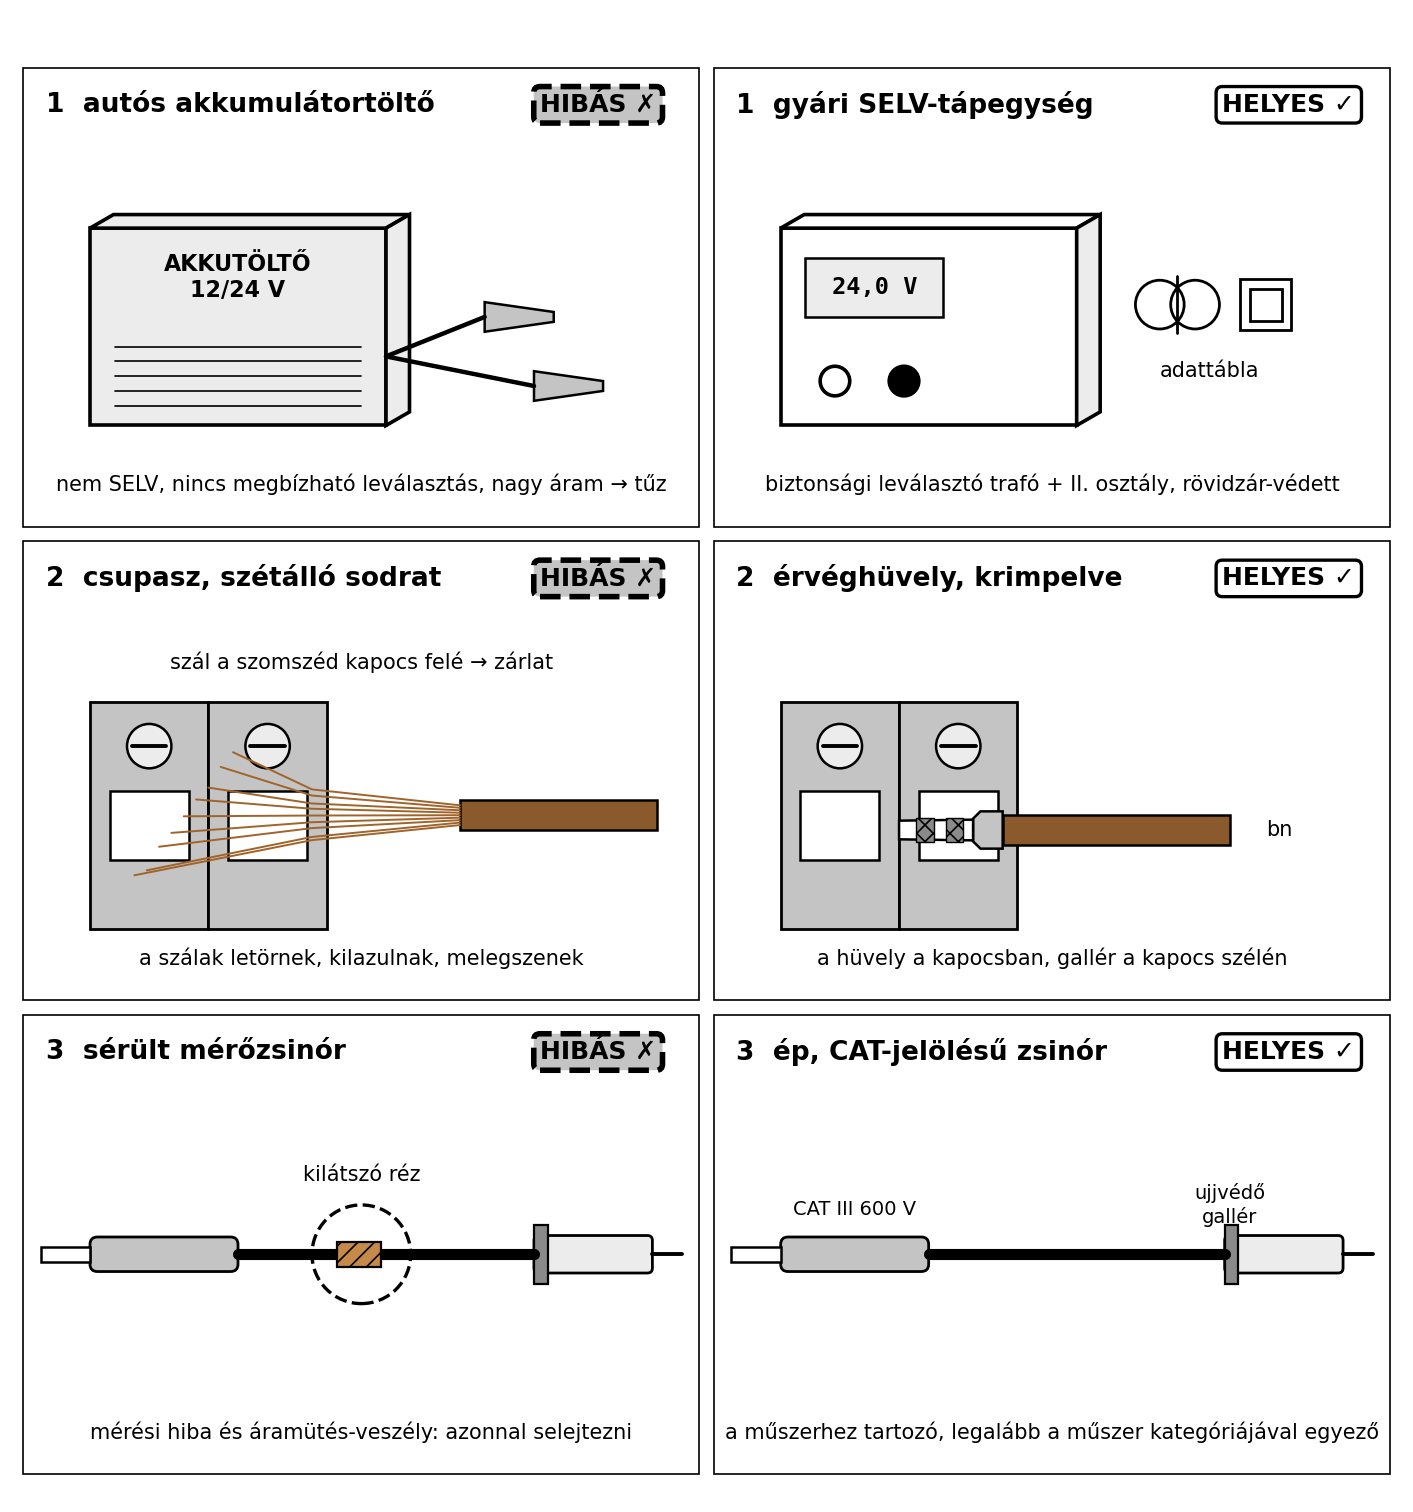 1 autós akkumulátortöltő
HIBÁS ✗
AKKUTÖLTŐ
12/24 V
nem SELV, nincs megbízható leválasztás, nagy áram → tűz
1 gyári SELV-tápegység
HELYES ✓
24,0 V
adattábla
biztonsági leválasztó trafó + II. osztály, rövidzár-védett
2 csupasz, szétálló sodrat
HIBÁS ✗
szál a szomszéd kapocs felé → zárlat
a szálak letörnek, kilazulnak, melegszenek
2 érvéghüvely, krimpelve
HELYES ✓
bn
a hüvely a kapocsban, gallér a kapocs szélén
3 sérült mérőzsinór
HIBÁS ✗
kilátszó réz
mérési hiba és áramütés-veszély: azonnal selejtezni
3 ép, CAT-jelölésű zsinór
HELYES ✓
CAT III 600 V
ujjvédő
gallér
a műszerhez tartozó, legalább a műszer kategóriájával egyező